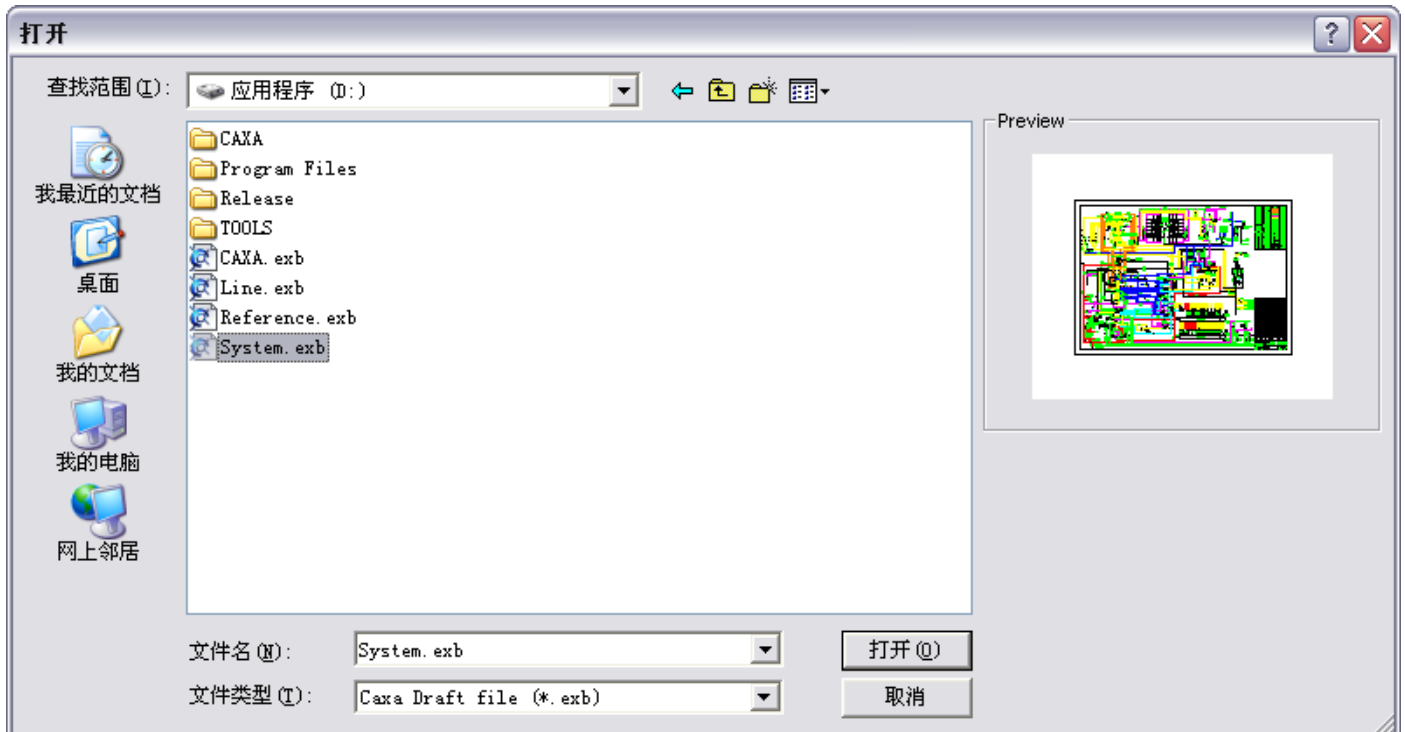 打开
查找范围(I):
应用程序 (D:)
Preview
CAXA
Program Files
Release
TOOLS
CAXA.exb
Line.exb
Reference.exb
System.exb
我最近的文档
桌面
我的文档
我的电脑
网上邻居
文件名(N):
System.exb
打开(O)
文件类型(T):
Caxa Draft file (*.exb)
取消